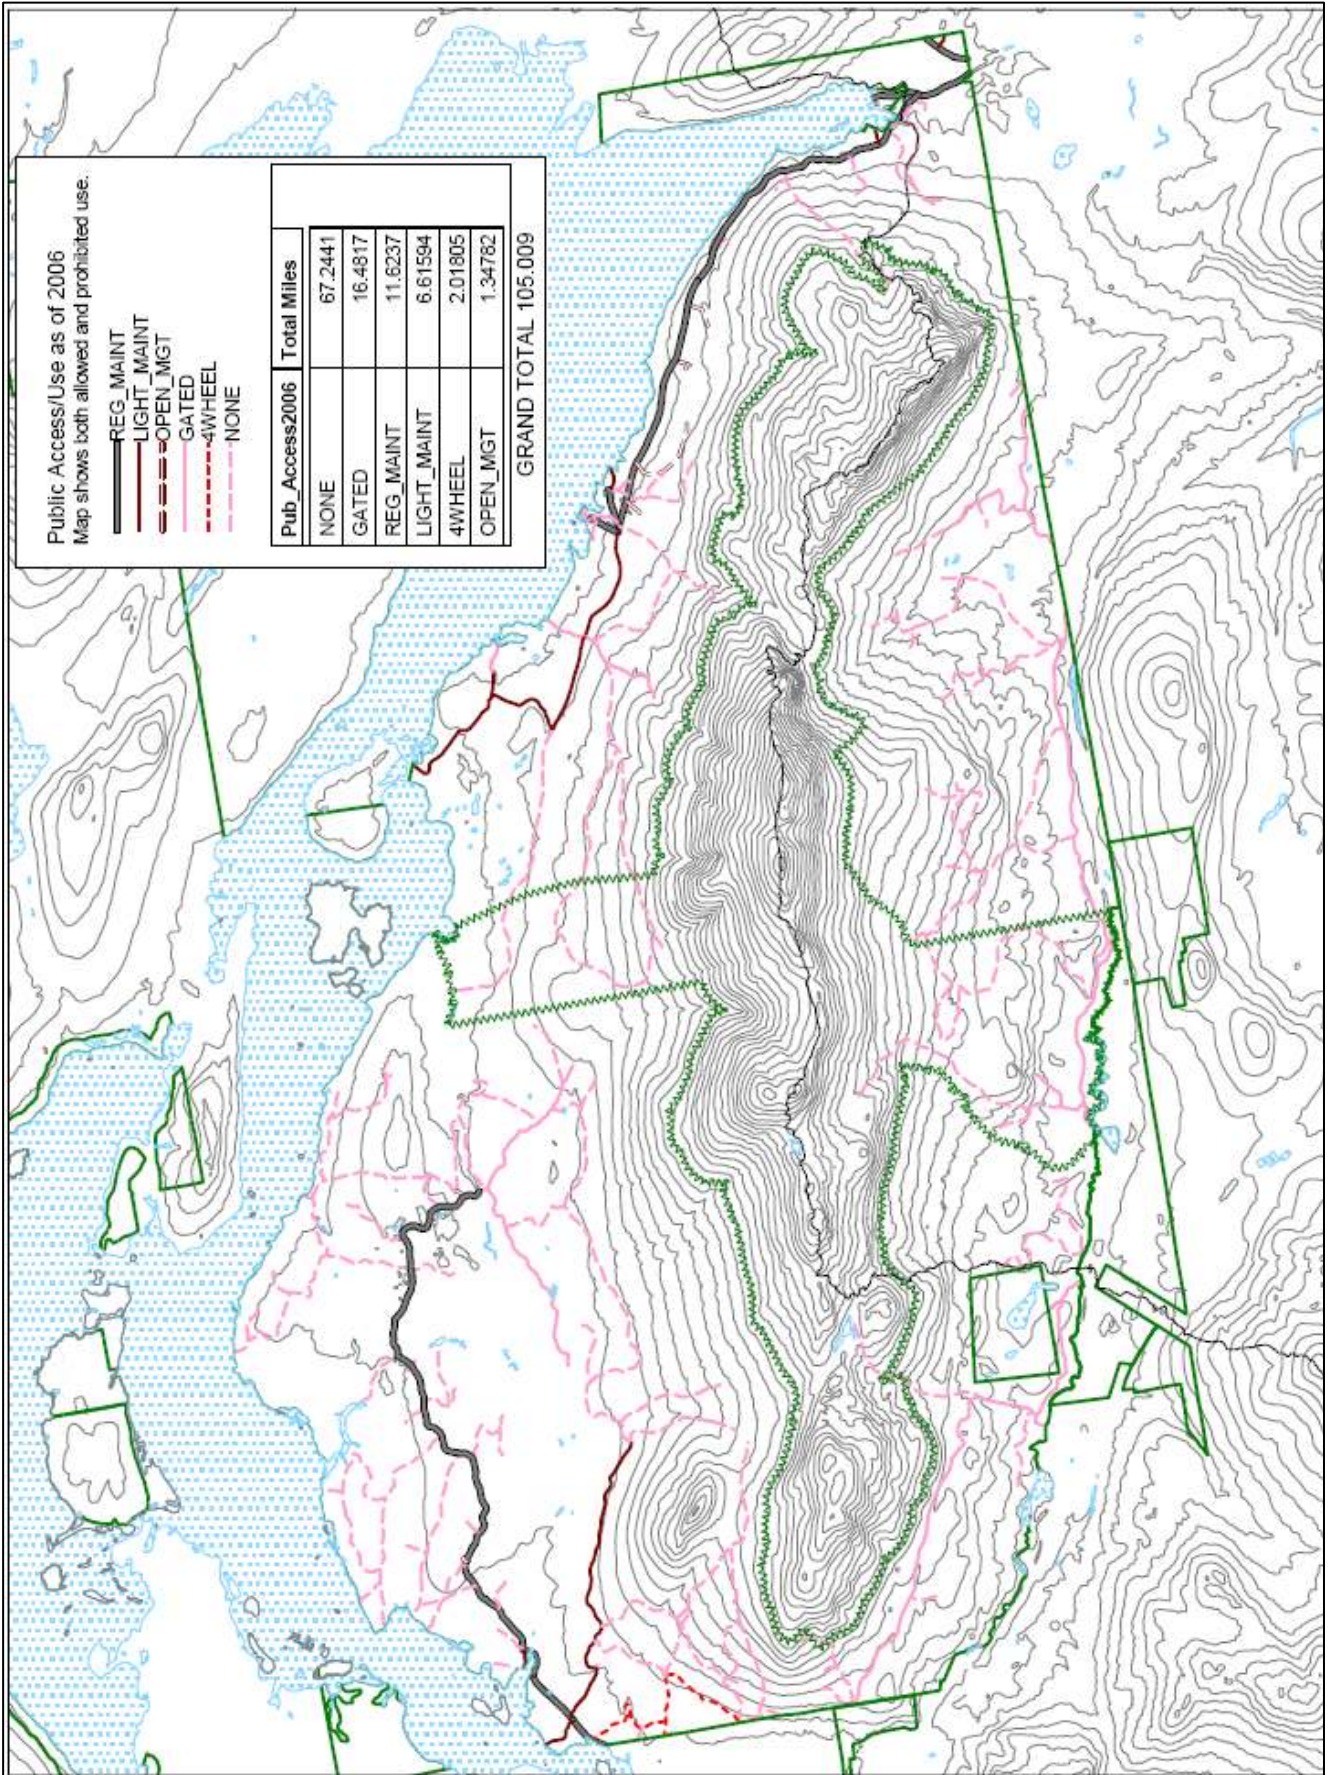 Public Access/Use as of 2006
Map shows both allowed and prohibited use.
REG_MAINT
LIGHT_MAINT
OPEN_MGT
GATED
4WHEEL
NONE
Pub_Access2006 Total Miles
NONE 67.2441
GATED 16.4817
REG_MAINT 11.6237
LIGHT_MAINT 6.61594
4WHEEL 2.01805
OPEN_MGT 1.34782
GRAND TOTAL 105.009